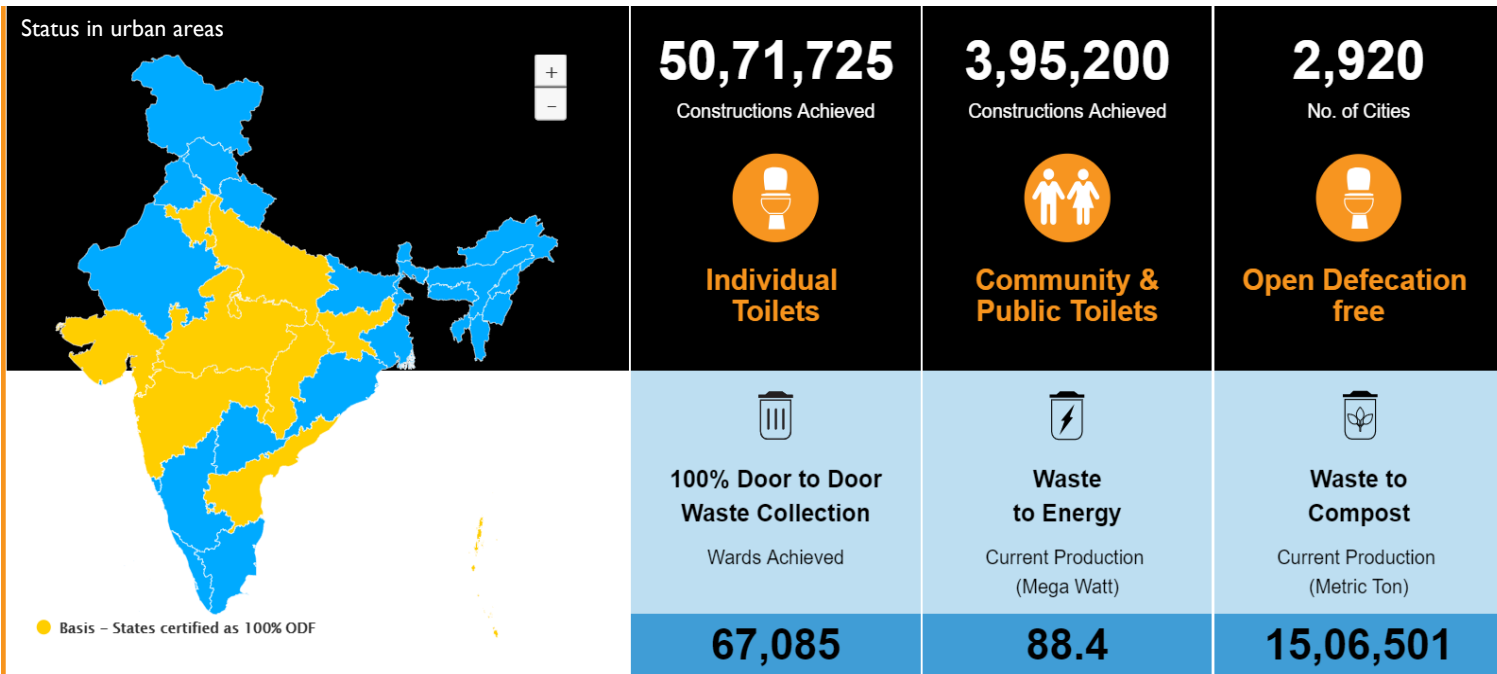 Status in urban areas
+
−
Basis – States certified as 100% ODF
50,71,725
Constructions Achieved
Individual
Toilets
3,95,200
Constructions Achieved
Community &
Public Toilets
2,920
No. of Cities
Open Defecation
free
100% Door to Door
Waste Collection
Wards Achieved
67,085
Waste
to Energy
Current Production
(Mega Watt)
88.4
Waste to
Compost
Current Production
(Metric Ton)
15,06,501